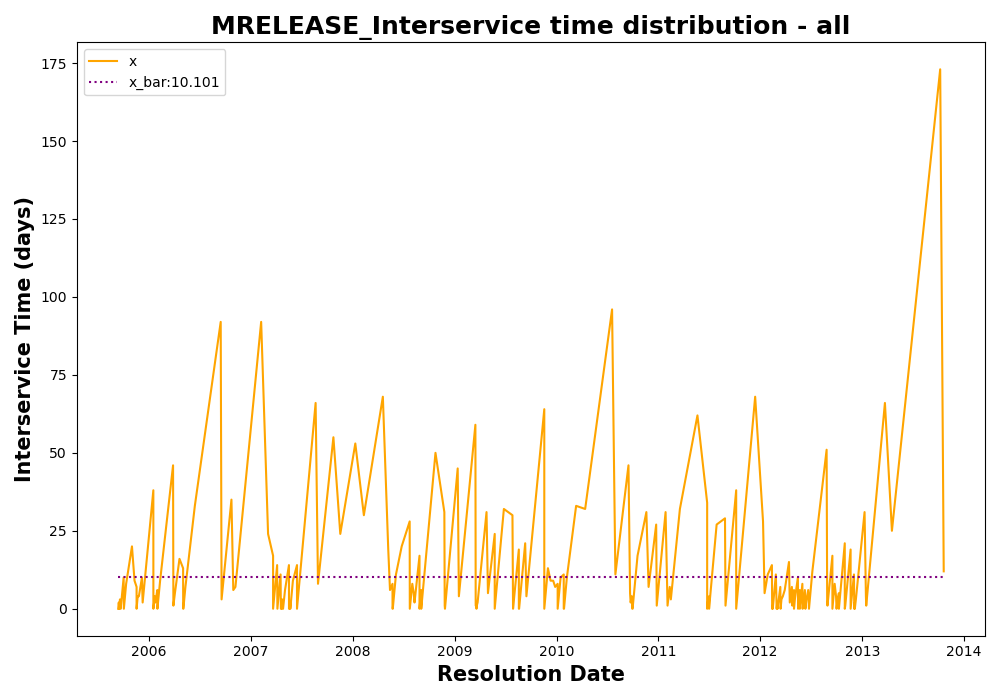 MRELEASE_Interservice time distribution - all
x
x_bar:10.101
Interservice Time (days)
175
150
125
100
75
50
25
0
2006 2007 2008 2009 2010 2011 2012 2013 2014
Resolution Date